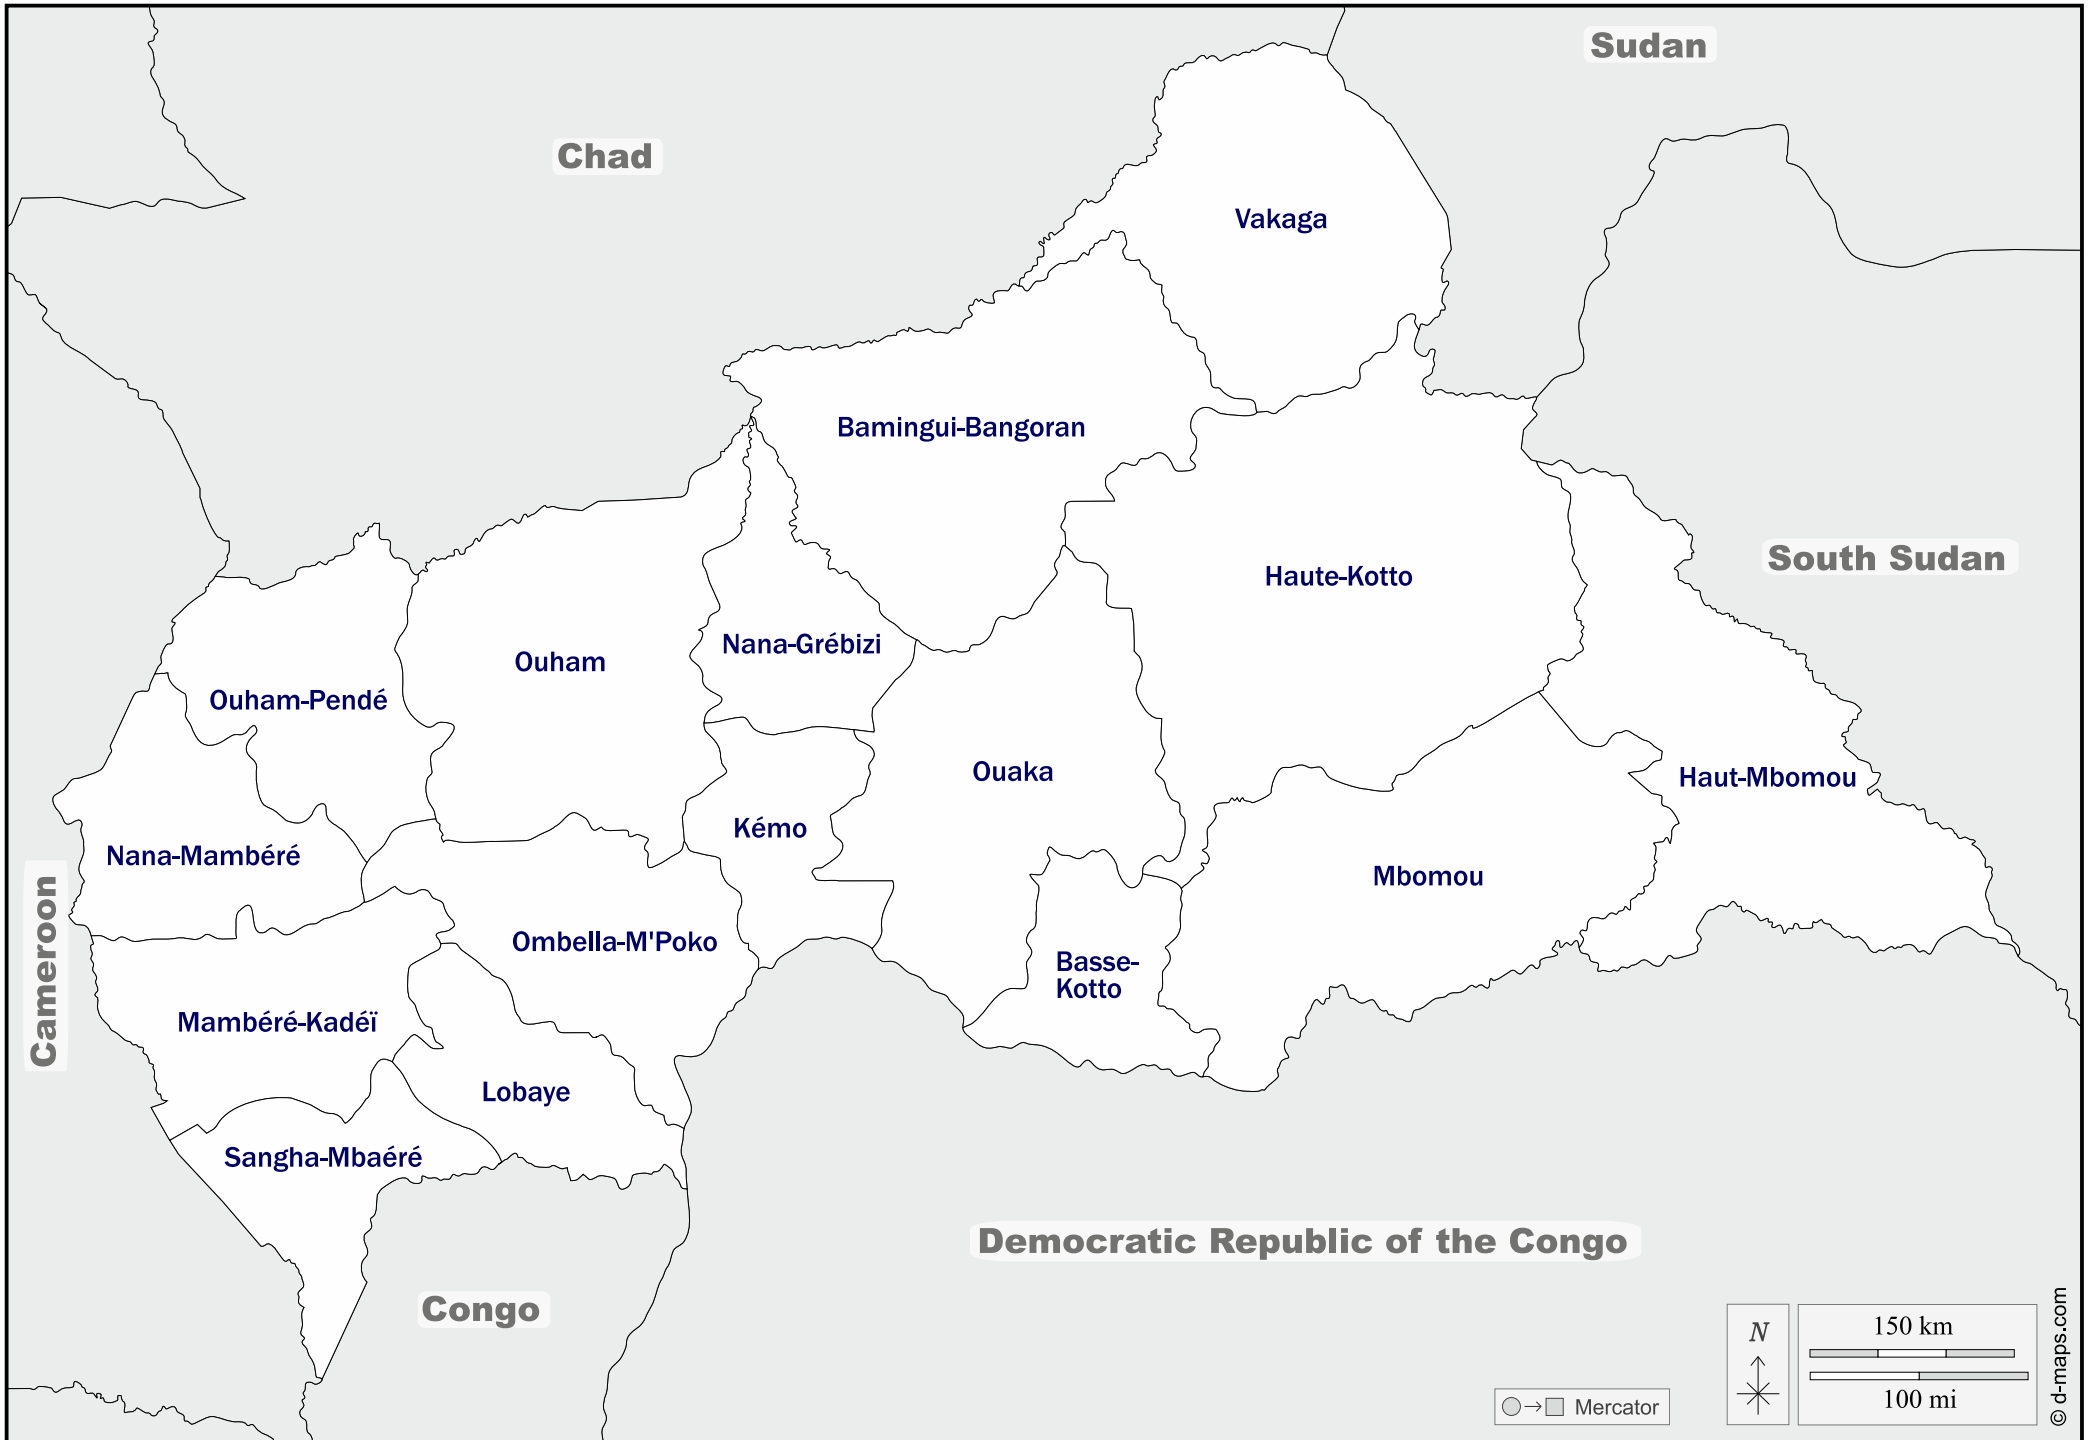 Sudan
Chad
Vakaga
Bamingui-Bangoran
South Sudan
Haute-Kotto
Nana-Grébizi
Ouham
Ouham-Pendé
Ouaka
Haut-Mbomou
Kémo
Nana-Mambéré
Mbomou
Cameroon
Ombella-M'Poko
Basse-
Kotto
Mambéré-Kadéï
Lobaye
Sangha-Mbaéré
Democratic Republic of the Congo
Congo
N
150 km
100 mi
Mercator
© d-maps.com